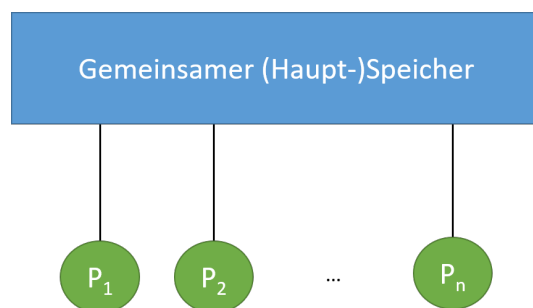 Gemeinsamer (Haupt-)Speicher
P₁ P₂ ... Pₙ